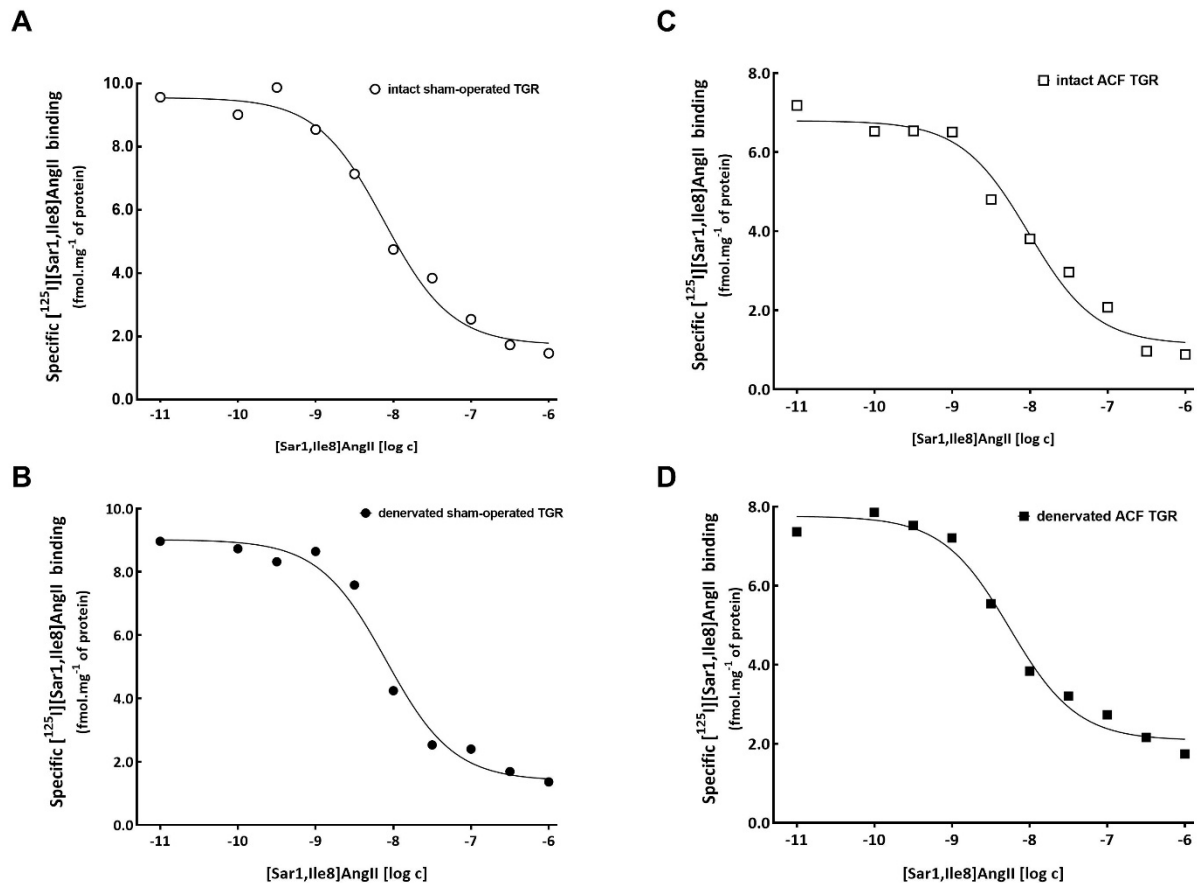 A
Specific [¹²⁵I][Sar1,Ile8]AngII binding
(fmol.mg⁻¹ of protein)
10.0
8.0
6.0
4.0
2.0
0.0
intact sham-operated TGR
-11
-10
-9
-8
-7
-6
[Sar1,Ile8]AngII [log c]
B
Specific [¹²⁵I][Sar1,Ile8]AngII binding
(fmol.mg⁻¹ of protein)
10.0
8.0
6.0
4.0
2.0
0.0
denervated sham-operated TGR
-11
-10
-9
-8
-7
-6
[Sar1,Ile8]AngII [log c]
C
Specific [¹²⁵I][Sar1,Ile8]AngII binding
(fmol.mg⁻¹ of protein)
8.0
6.0
4.0
2.0
0.0
intact ACF TGR
-11
-10
-9
-8
-7
-6
[Sar1,Ile8]AngII [log c]
D
Specific [¹²⁵I][Sar1,Ile8]AngII binding
(fmol.mg⁻¹ of protein)
8.0
6.0
4.0
2.0
0.0
denervated ACF TGR
-11
-10
-9
-8
-7
-6
[Sar1,Ile8]AngII [log c]